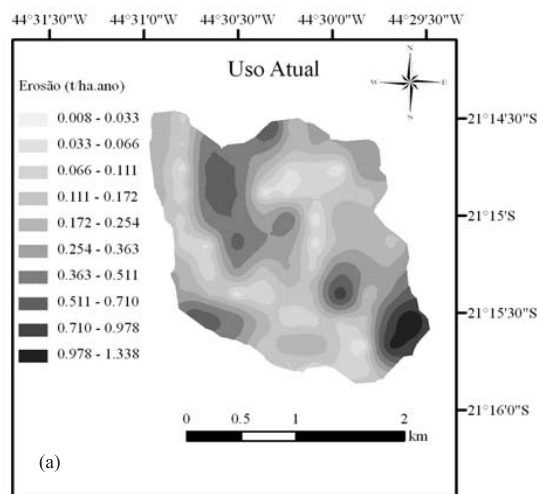 44°31'30"W 44°31'0"W 44°30'30"W 44°30'0"W 44°29'30"W
Uso Atual
N
W E
S
Erosão (t/ha.ano)
0.008 - 0.033
0.033 - 0.066
0.066 - 0.111
0.111 - 0.172
0.172 - 0.254
0.254 - 0.363
0.363 - 0.511
0.511 - 0.710
0.710 - 0.978
0.978 - 1.338
21°14'30"S
21°15'S
21°15'30"S
21°16'0"S
0 0.5 1 2
km
(a)